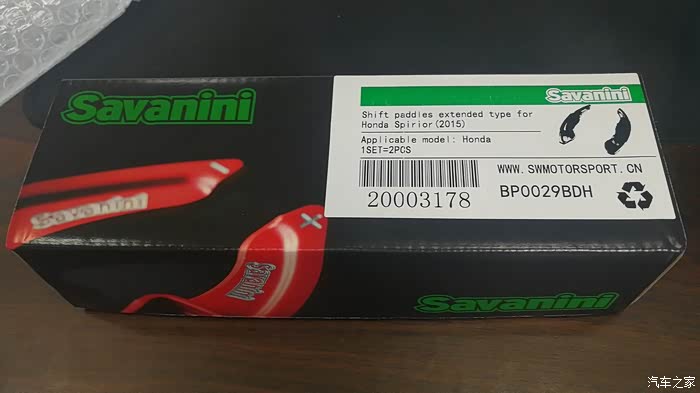 Savanini
Savanini
Shift paddles extended type for
Honda Spirior(2015)
Applicable model: Honda
1SET=2PCS
20003178
WWW.SWMOTORSPORT.CN
BP0029BDH
Savanini
Savanini
Savanini
汽车之家